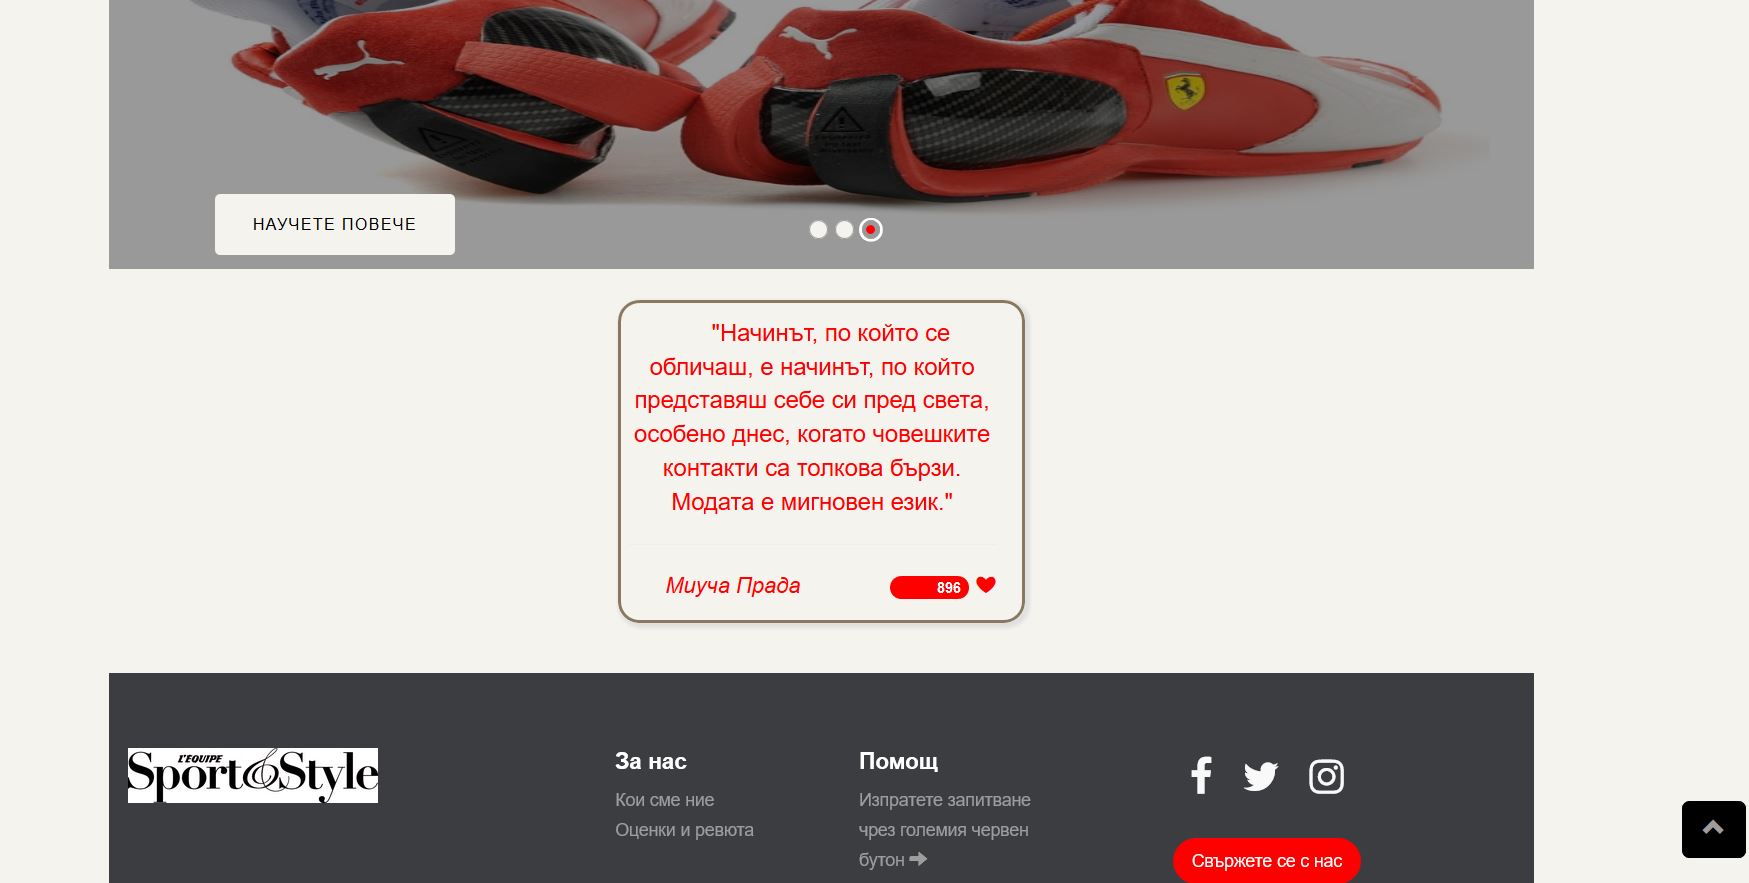 НАУЧЕТЕ ПОВЕЧЕ
"Начинът, по който се
обличаш, е начинът, по който
представяш себе си пред света,
особено днес, когато човешките
контакти са толкова бързи.
Модата е мигновен език."
Миуча Прада
896
L'ÉQUIPE
Sport&Style
За нас
Кои сме ние
Оценки и ревюта
Помощ
Изпратете запитване
чрез големия червен
бутон
Свържете се с нас